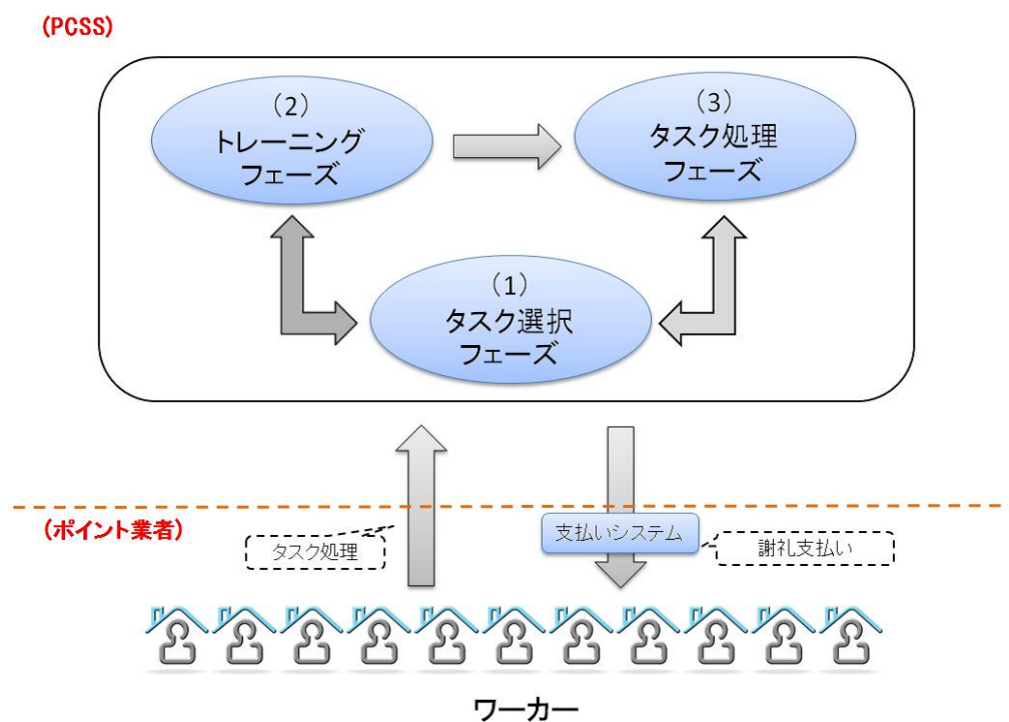 (PCSS)
（2）
トレーニング
フェーズ
（3）
タスク処理
フェーズ
（1）
タスク選択
フェーズ
(ポイント業者)
タスク処理
支払いシステム
謝礼支払い
ワーカー